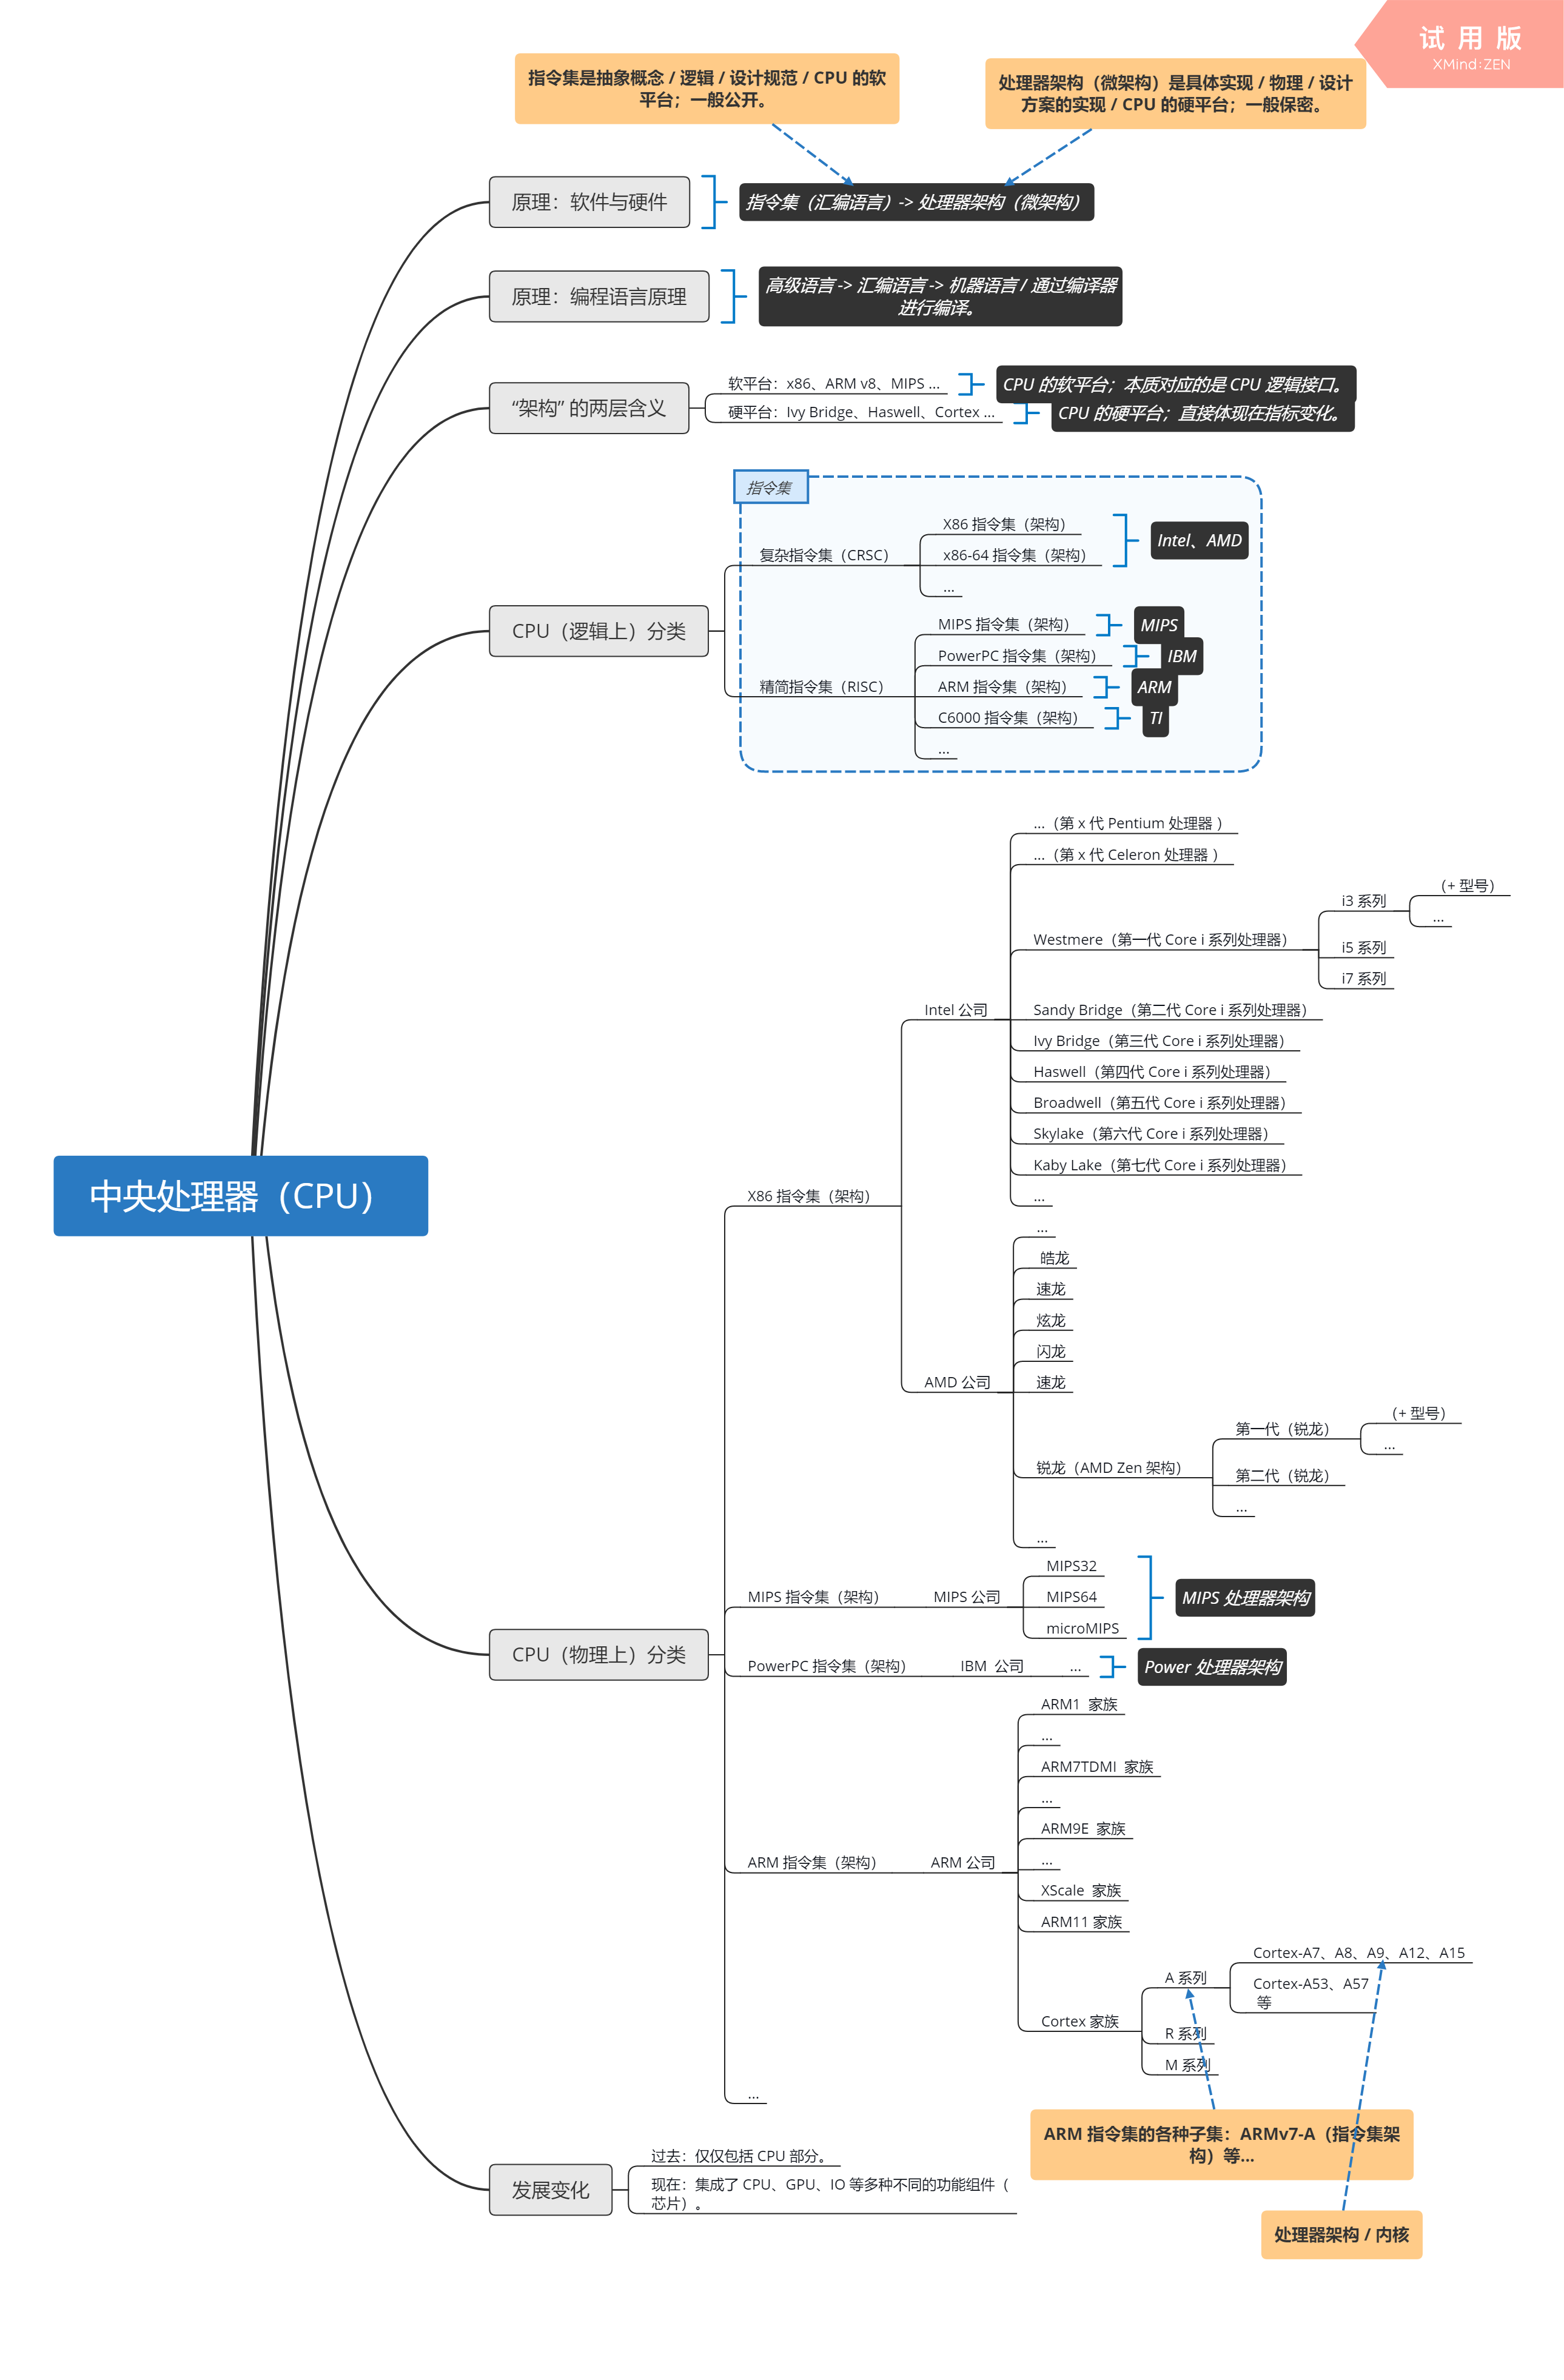 试 用 版
XMind:ZEN
指令集是抽象概念 / 逻辑 / 设计规范 / CPU 的软
平台；一般公开。
处理器架构（微架构）是具体实现 / 物理 / 设计
方案的实现 / CPU 的硬平台；一般保密。
原理：软件与硬件
指令集（汇编语言）-> 处理器架构（微架构）
原理：编程语言原理
高级语言 -> 汇编语言 -> 机器语言 / 通过编译器
进行编译。
“架构” 的两层含义
软平台：x86、ARM v8、MIPS ...
CPU 的软平台；本质对应的是 CPU 逻辑接口。
硬平台：Ivy Bridge、Haswell、Cortex ...
CPU 的硬平台；直接体现在指标变化。
指令集
CPU（逻辑上）分类
复杂指令集（CRSC）
X86 指令集（架构）
x86-64 指令集（架构）
Intel、AMD
...
精简指令集（RISC）
MIPS 指令集（架构）
MIPS
PowerPC 指令集（架构）
IBM
ARM 指令集（架构）
ARM
C6000 指令集（架构）
TI
...
中央处理器（CPU）
CPU（物理上）分类
X86 指令集（架构）
Intel 公司
...（第 x 代 Pentium 处理器 ）
...（第 x 代 Celeron 处理器 ）
Westmere（第一代 Core i 系列处理器）
i3 系列
（+ 型号）
...
i5 系列
i7 系列
Sandy Bridge（第二代 Core i 系列处理器）
Ivy Bridge（第三代 Core i 系列处理器）
Haswell（第四代 Core i 系列处理器）
Broadwell（第五代 Core i 系列处理器）
Skylake（第六代 Core i 系列处理器）
Kaby Lake（第七代 Core i 系列处理器）
...
AMD 公司
...
皓龙
速龙
炫龙
闪龙
速龙
锐龙（AMD Zen 架构）
第一代（锐龙）
（+ 型号）
...
第二代（锐龙）
...
...
MIPS 指令集（架构）
MIPS 公司
MIPS32
MIPS64
microMIPS
MIPS 处理器架构
PowerPC 指令集（架构）
IBM 公司
...
Power 处理器架构
ARM 指令集（架构）
ARM 公司
ARM1 家族
...
ARM7TDMI 家族
...
ARM9E 家族
...
XScale 家族
ARM11 家族
Cortex 家族
A 系列
Cortex-A7、A8、A9、A12、A15
Cortex-A53、A57
等
R 系列
M 系列
...
ARM 指令集的各种子集：ARMv7-A（指令集架
构）等...
处理器架构 / 内核
发展变化
过去：仅仅包括 CPU 部分。
现在：集成了 CPU、GPU、IO 等多种不同的功能组件（
芯片）。